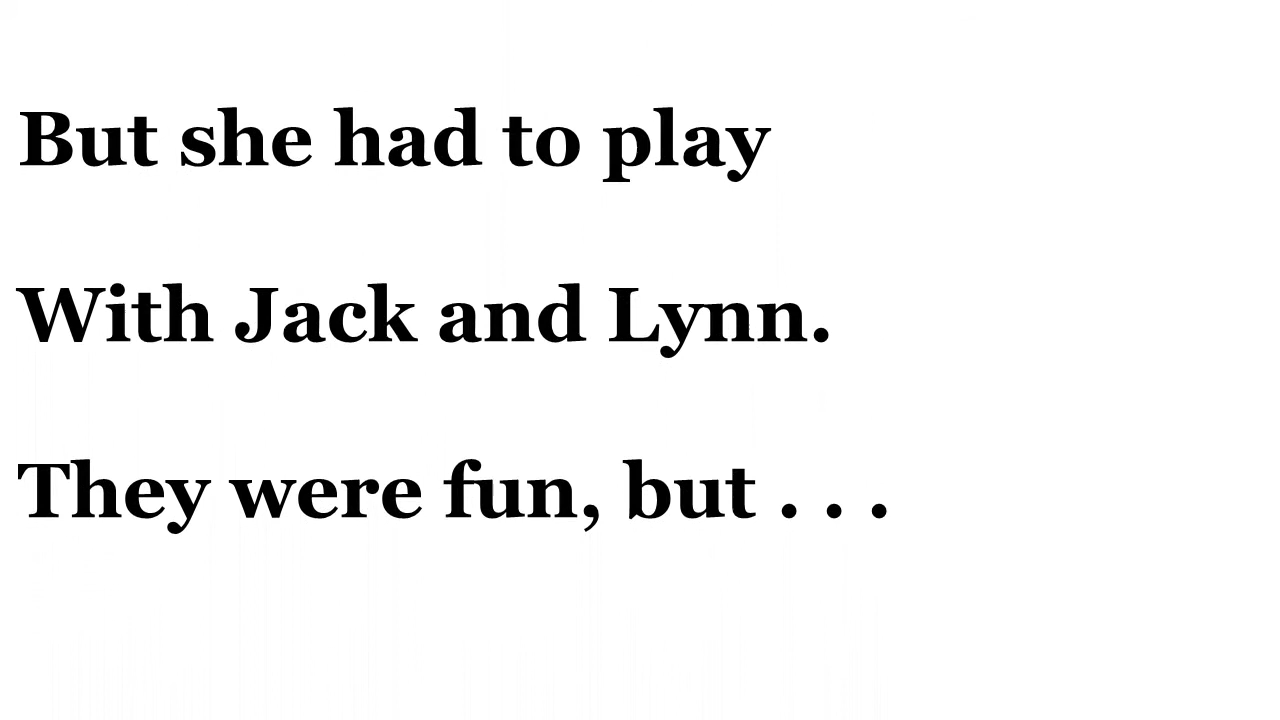 But she had to play
With Jack and Lynn.
They were fun, but . . .